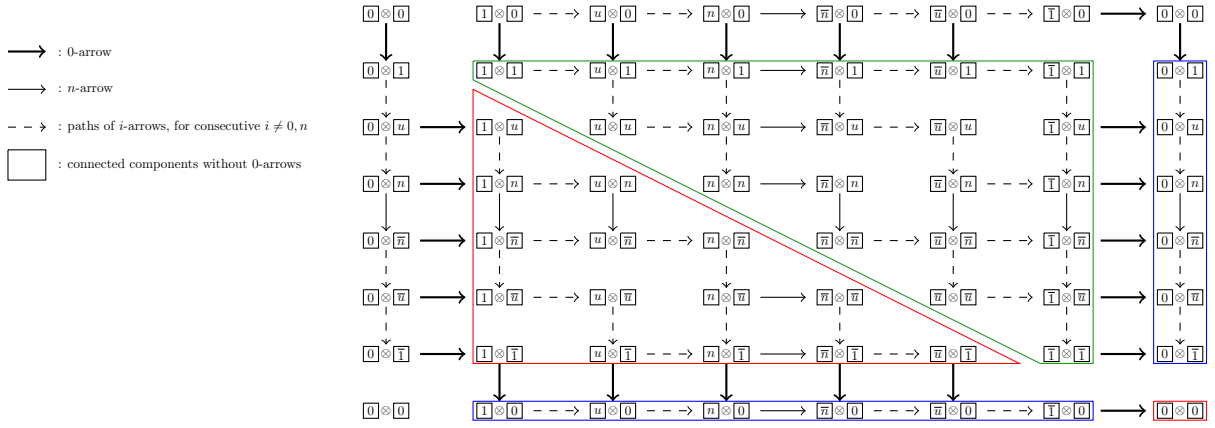 0 ⊗ 0 1 ⊗ 0 u ⊗ 0 n ⊗ 0 n̅ ⊗ 0 u̅ ⊗ 0 1̅ ⊗ 0 0 ⊗ 0
: 0-arrow
0 ⊗ 1 1 ⊗ 1 u ⊗ 1 n ⊗ 1 n̅ ⊗ 1 u̅ ⊗ 1 1̅ ⊗ 1 0 ⊗ 1
: n-arrow
: paths of i-arrows, for consecutive i ≠ 0, n
0 ⊗ u 1 ⊗ u u ⊗ u n ⊗ u n̅ ⊗ u u̅ ⊗ u 1̅ ⊗ u 0 ⊗ u
: connected components without 0-arrows
0 ⊗ n 1 ⊗ n u ⊗ n n ⊗ n n̅ ⊗ n u̅ ⊗ n 1̅ ⊗ n 0 ⊗ n
0 ⊗ n̅ 1 ⊗ n̅ u ⊗ n̅ n ⊗ n̅ n̅ ⊗ n̅ u̅ ⊗ n̅ 1̅ ⊗ n̅ 0 ⊗ n̅
0 ⊗ u̅ 1 ⊗ u̅ u ⊗ u̅ n ⊗ u̅ n̅ ⊗ u̅ u̅ ⊗ u̅ 1̅ ⊗ u̅ 0 ⊗ u̅
0 ⊗ 1̅ 1 ⊗ 1̅ u ⊗ 1̅ n ⊗ 1̅ n̅ ⊗ 1̅ u̅ ⊗ 1̅ 1̅ ⊗ 1̅ 0 ⊗ 1̅
0 ⊗ 0 1 ⊗ 0 u ⊗ 0 n ⊗ 0 n̅ ⊗ 0 u̅ ⊗ 0 1̅ ⊗ 0 0 ⊗ 0